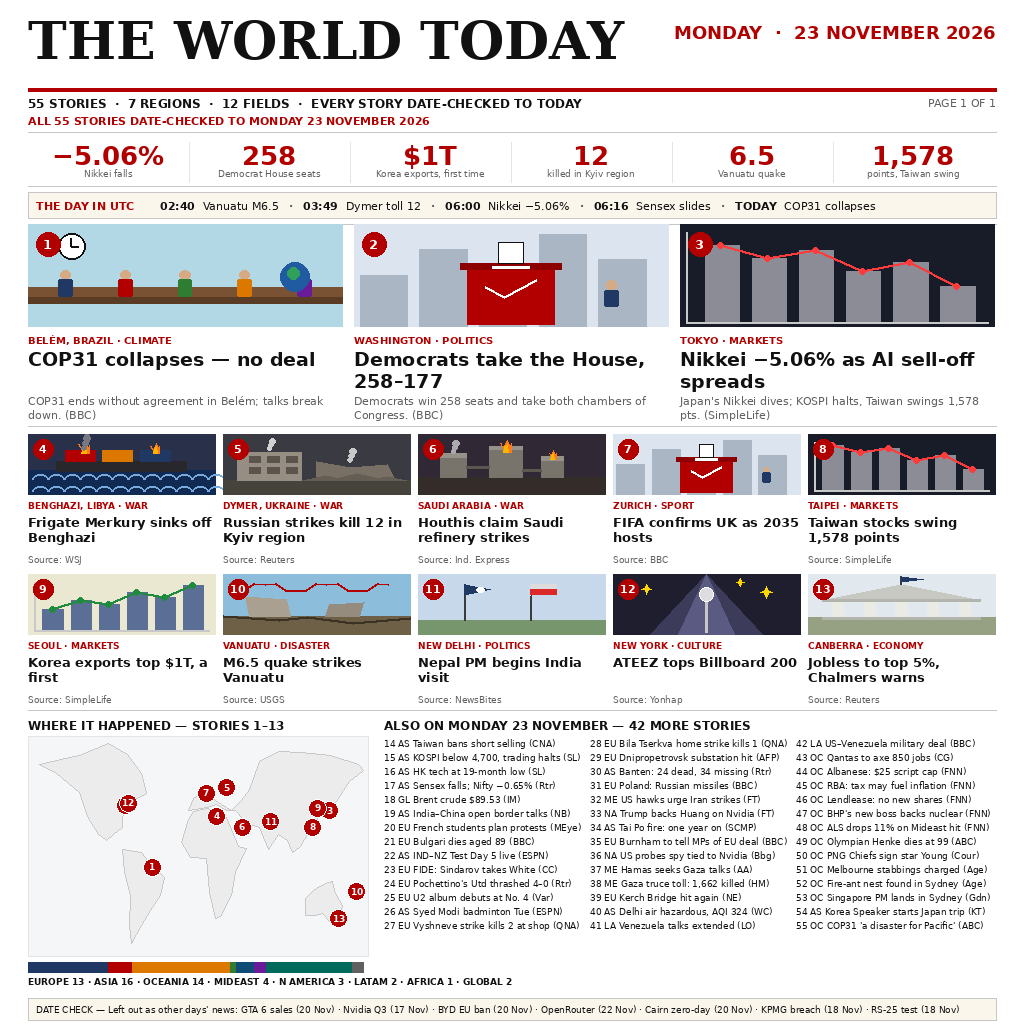 THE WORLD TODAY
MONDAY · 23 NOVEMBER 2026
55 STORIES · 7 REGIONS · 12 FIELDS · EVERY STORY DATE-CHECKED TO TODAY
PAGE 1 OF 1
ALL 55 STORIES DATE-CHECKED TO MONDAY 23 NOVEMBER 2026
−5.06%
Nikkei falls
258
Democrat House seats
$1T
Korea exports, first time
12
killed in Kyiv region
6.5
Vanuatu quake
1,578
points, Taiwan swing
THE DAY IN UTC 02:40 Vanuatu M6.5 · 03:49 Dymer toll 12 · 06:00 Nikkei −5.06% · 06:16 Sensex slides · TODAY COP31 collapses
1
BELÉM, BRAZIL · CLIMATE
COP31 collapses — no deal
COP31 ends without agreement in Belém; talks break
down. (BBC)
2
WASHINGTON · POLITICS
Democrats take the House,
258–177
Democrats win 258 seats and take both chambers of
Congress. (BBC)
3
TOKYO · MARKETS
Nikkei −5.06% as AI sell-off
spreads
Japan's Nikkei dives; KOSPI halts, Taiwan swings 1,578
pts. (SimpleLife)
4
BENGHAZI, LIBYA · WAR
Frigate Merkury sinks off
Benghazi
Source: WSJ
5
DYMER, UKRAINE · WAR
Russian strikes kill 12 in
Kyiv region
Source: Reuters
6
SAUDI ARABIA · WAR
Houthis claim Saudi
refinery strikes
Source: Ind. Express
7
ZURICH · SPORT
FIFA confirms UK as 2035
hosts
Source: BBC
8
TAIPEI · MARKETS
Taiwan stocks swing
1,578 points
Source: SimpleLife
9
SEOUL · MARKETS
Korea exports top $1T, a
first
Source: SimpleLife
10
VANUATU · DISASTER
M6.5 quake strikes
Vanuatu
Source: USGS
11
NEW DELHI · POLITICS
Nepal PM begins India
visit
Source: NewsBites
12
NEW YORK · CULTURE
ATEEZ tops Billboard 200
Source: Yonhap
13
CANBERRA · ECONOMY
Jobless to top 5%,
Chalmers warns
Source: Reuters
WHERE IT HAPPENED — STORIES 1–13
12
7
5
4
6
11
9
3
8
1
10
13
EUROPE 13 · ASIA 16 · OCEANIA 14 · MIDEAST 4 · N AMERICA 3 · LATAM 2 · AFRICA 1 · GLOBAL 2
ALSO ON MONDAY 23 NOVEMBER — 42 MORE STORIES
14 AS Taiwan bans short selling (CNA)
15 AS KOSPI below 4,700, trading halts (SL)
16 AS HK tech at 19-month low (SL)
17 AS Sensex falls; Nifty −0.65% (Rtr)
18 GL Brent crude $89.53 (IM)
19 AS India–China open border talks (NB)
20 EU French students plan protests (MEye)
21 EU Bulgari dies aged 89 (BBC)
22 AS IND–NZ Test Day 5 live (ESPN)
23 EU FIDE: Sindarov takes White (CC)
24 EU Pochettino's Utd thrashed 4–0 (Rtr)
25 EU U2 album debuts at No. 4 (Var)
26 AS Syed Modi badminton Tue (ESPN)
27 EU Vyshneve strike kills 2 at shop (QNA)
28 EU Bila Tserkva home strike kills 1 (QNA)
29 EU Dnipropetrovsk substation hit (AFP)
30 AS Banten: 24 dead, 34 missing (Rtr)
31 EU Poland: Russian missiles (BBC)
32 ME US hawks urge Iran strikes (FT)
33 NA Trump backs Huang on Nvidia (FT)
34 AS Tai Po fire: one year on (SCMP)
35 EU Burnham to tell MPs of EU deal (BBC)
36 NA US probes spy tied to Nvidia (Bbg)
37 ME Hamas seeks Gaza talks (AA)
38 ME Gaza truce toll: 1,662 killed (HM)
39 EU Kerch Bridge hit again (NE)
40 AS Delhi air hazardous, AQI 324 (WC)
41 LA Venezuela talks extended (LO)
42 LA US–Venezuela military deal (BBC)
43 OC Qantas to axe 850 jobs (CG)
44 OC Albanese: $25 script cap (FNN)
45 OC RBA: tax may fuel inflation (FNN)
46 OC Lendlease: no new shares (FNN)
47 OC BHP's new boss backs nuclear (FNN)
48 OC ALS drops 11% on Mideast hit (FNN)
49 OC Olympian Henke dies at 99 (ABC)
50 OC PNG Chiefs sign star Young (Cour)
51 OC Melbourne stabbings charged (Age)
52 OC Fire-ant nest found in Sydney (Age)
53 OC Singapore PM lands in Sydney (Gdn)
54 AS Korea Speaker starts Japan trip (KT)
55 OC COP31 'a disaster for Pacific' (ABC)
DATE CHECK — Left out as other days' news: GTA 6 sales (20 Nov) · Nvidia Q3 (17 Nov) · BYD EU ban (20 Nov) · OpenRouter (22 Nov) · Cairn zero-day (20 Nov) · KPMG breach (18 Nov) · RS-25 test (18 Nov)